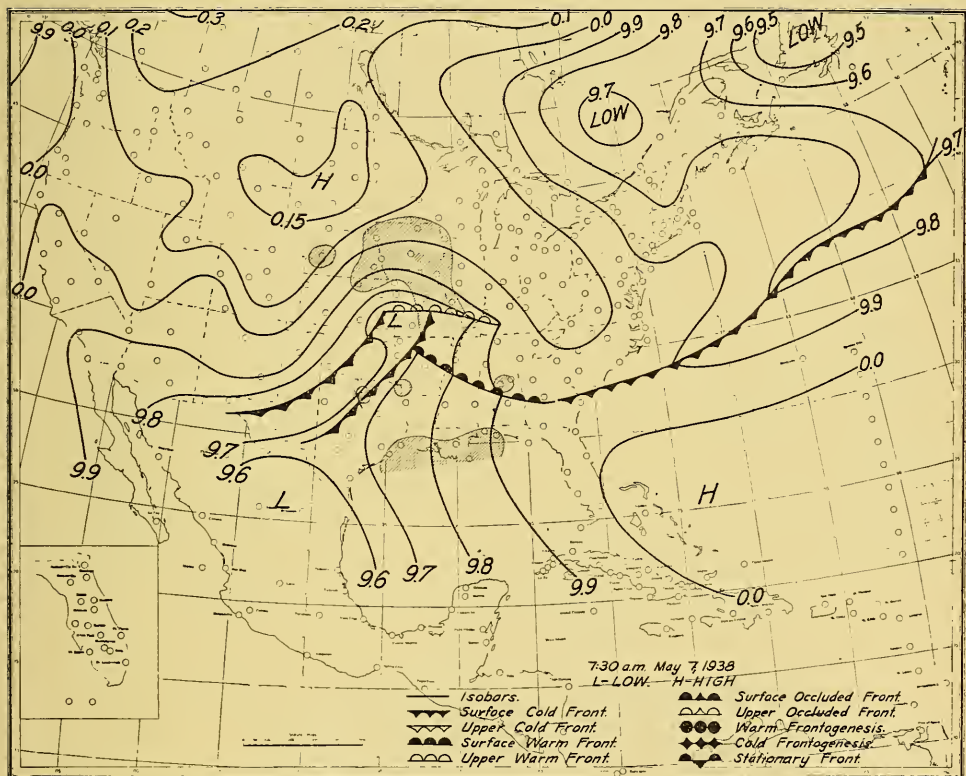 9.9 0.0 0.1 0.2 0.3 0.2 0.1 0.0 9.9 9.8 9.7 9.6 9.5 LOW 9.5
9.6
9.7
LOW
9.7
0.0
H
0.15
9.8
0.0
9.9
L
0.0
9.8
9.7
9.6
9.9
L
H
9.6
9.7
9.8
9.9
0.0
7:30 a.m. May 7, 1938
L-LOW. H=HIGH
Isobars.
Surface Cold Front.
Upper Cold Front.
Surface Warm Front.
Upper Warm Front.
Surface Occluded Front.
Upper Occluded Front.
Warm Frontogenesis.
Cold Frontogenesis.
Stationary Front.